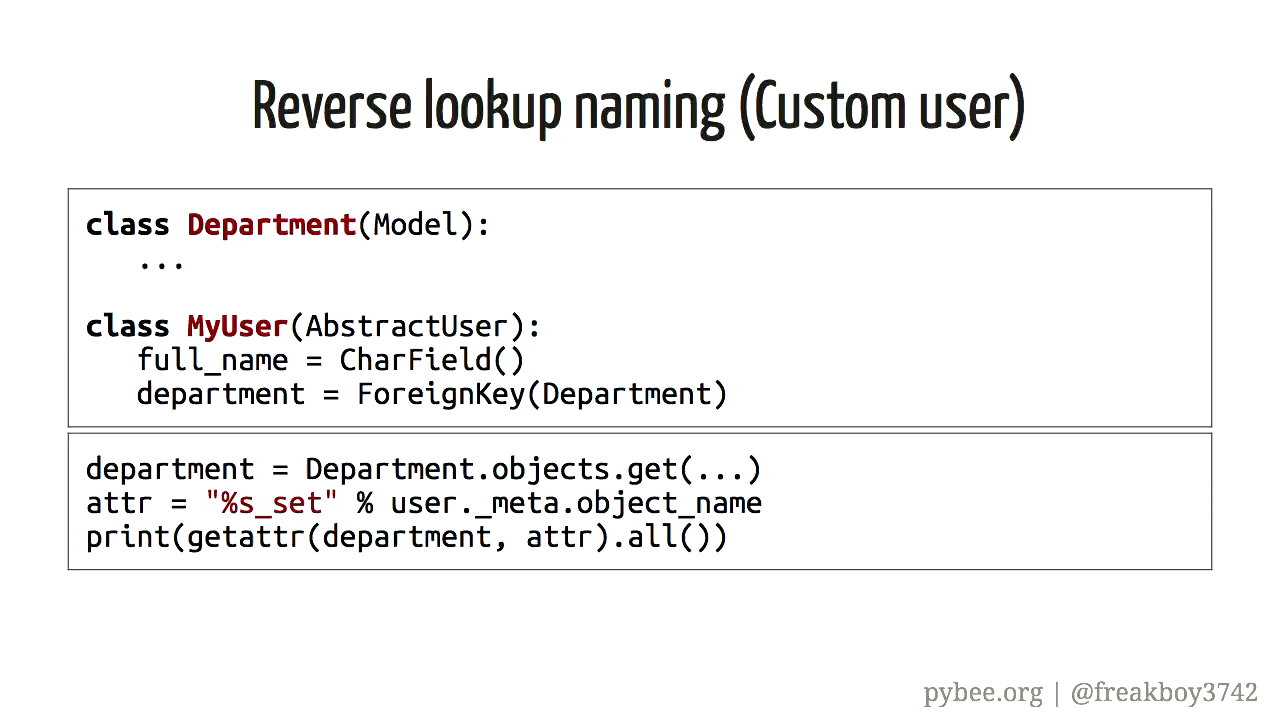 Reverse lookup naming (Custom user)
class Department(Model):
   ...
class MyUser(AbstractUser):
   full_name = CharField()
   department = ForeignKey(Department)
department = Department.objects.get(...)
attr = "%s_set" % user._meta.object_name
print(getattr(department, attr).all())
pybee.org | @freakboy3742